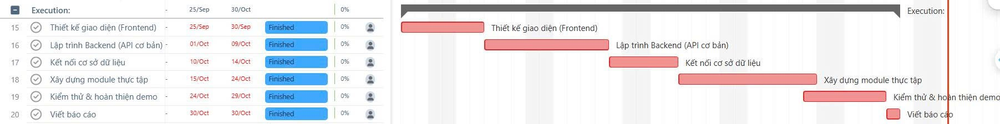 Execution: - 25/Sep 30/Oct 0% Execution:
15 Thiết kế giao diện (Frontend) - 25/Sep 30/Sep Finished 0% Thiết kế giao diện (Frontend)
16 Lập trình Backend (API cơ bản) - 01/Oct 09/Oct Finished 0% Lập trình Backend (API cơ bản)
17 Kết nối cơ sở dữ liệu - 10/Oct 14/Oct Finished 0% Kết nối cơ sở dữ liệu
18 Xây dựng module thực tập - 15/Oct 24/Oct Finished 0% Xây dựng module thực tập
19 Kiểm thử & hoàn thiện demo - 24/Oct 29/Oct Finished 0% Kiểm thử & hoàn thiện demo
20 Viết báo cáo - 30/Oct 30/Oct Finished 0% Viết báo cáo